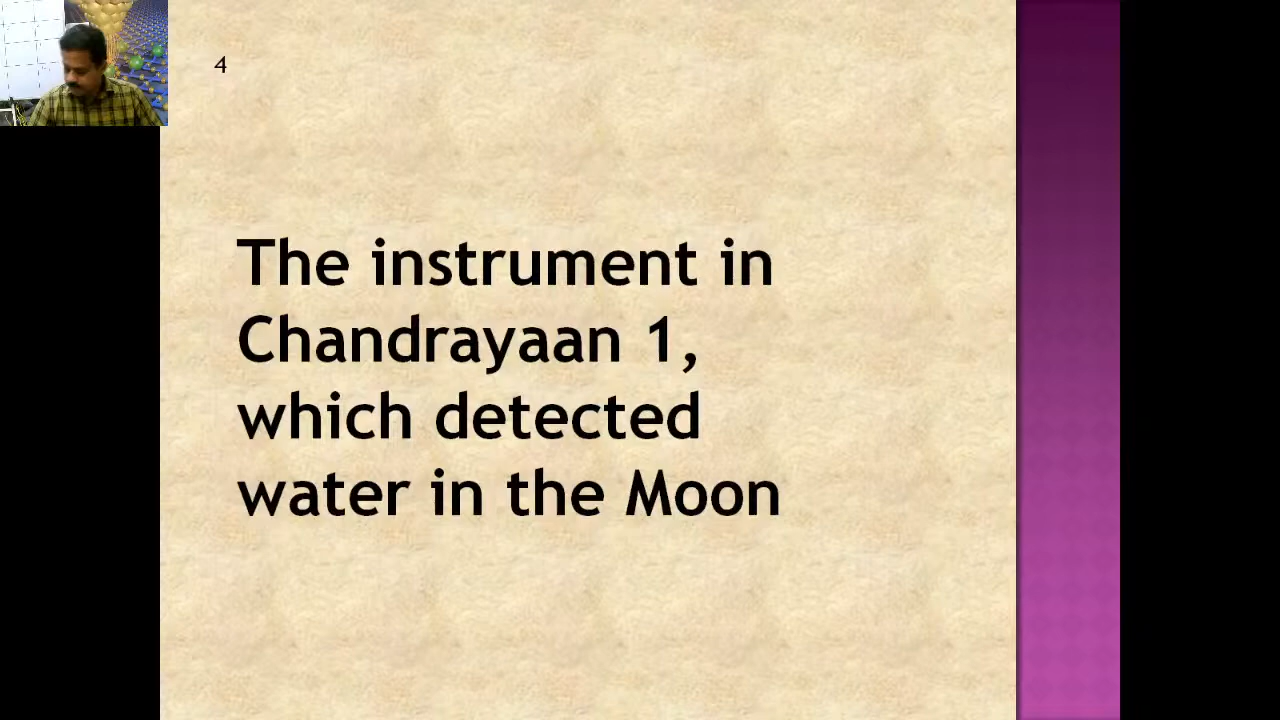 4
The instrument in
Chandrayaan 1,
which detected
water in the Moon